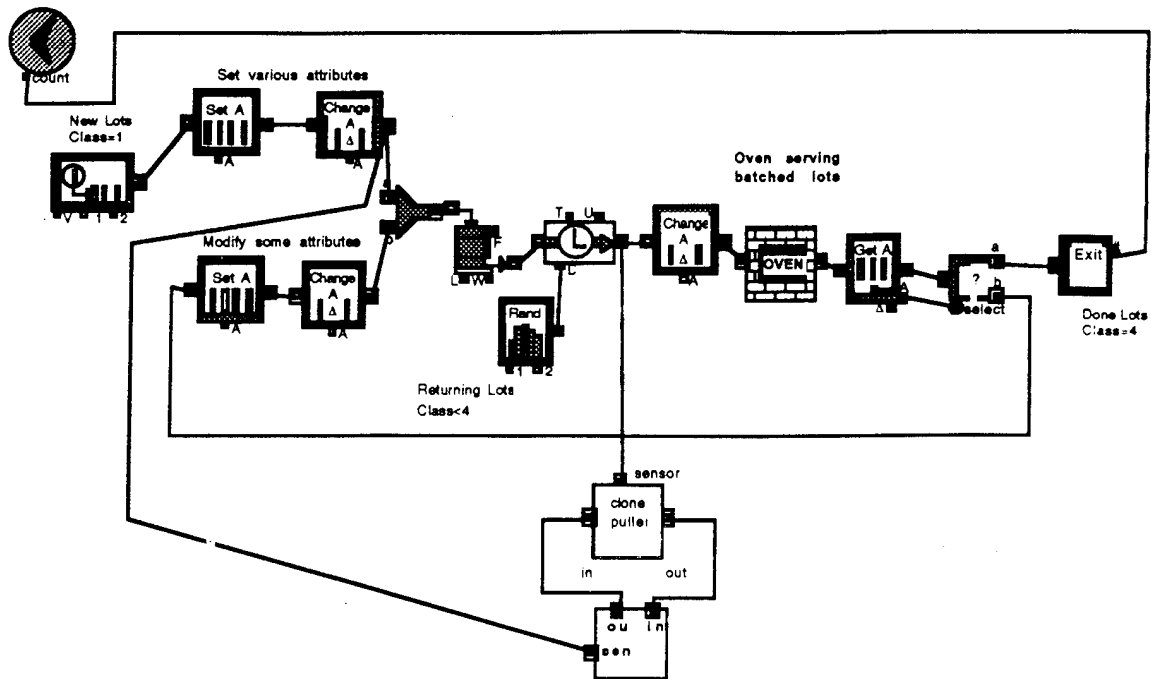 count
Set various attributes
New Lots
Class=1
Set A
A
Change
A
Δ
A
V 1 2
a
b
Modify some attributes
Set A
A
Change
A
Δ
A
F
L W
T U
D
Rand
1 2
Returning Lots
Class<4
Oven serving
batched lots
Change
A
Δ
A
OVEN
Get A
A
Δ
?
a
b
select
Exit
#
Done Lots
Class=4
sensor
clone
puller
in out
ou in
sen